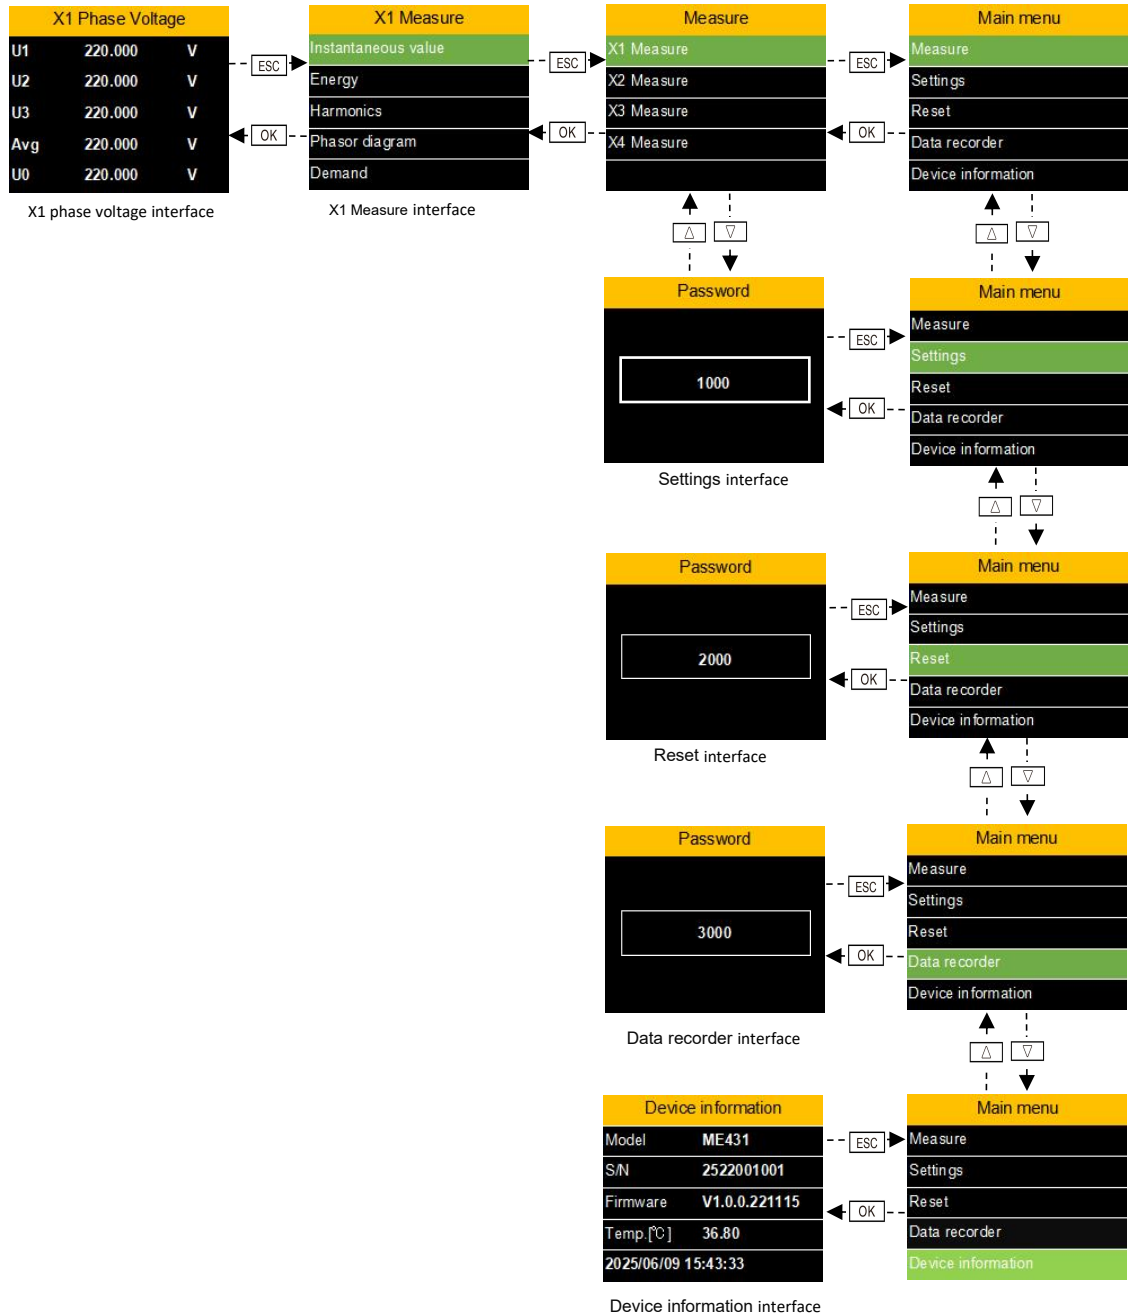 X1 Phase Voltage
U1 220.000 V
U2 220.000 V
U3 220.000 V
Avg 220.000 V
U0 220.000 V
X1 phase voltage interface
ESC
OK
X1 Measure
Instantaneous value
Energy
Harmonics
Phasor diagram
Demand
X1 Measure interface
ESC
OK
Measure
X1 Measure
X2 Measure
X3 Measure
X4 Measure
ESC
OK
Main menu
Measure
Settings
Reset
Data recorder
Device information
Password
1000
Settings interface
ESC
OK
Main menu
Measure
Settings
Reset
Data recorder
Device information
Password
2000
Reset interface
ESC
OK
Main menu
Measure
Settings
Reset
Data recorder
Device information
Password
3000
Data recorder interface
ESC
OK
Main menu
Measure
Settings
Reset
Data recorder
Device information
Device information
Model ME431
S/N 2522001001
Firmware V1.0.0.221115
Temp.[℃] 36.80
2025/06/09 15:43:33
Device information interface
ESC
OK
Main menu
Measure
Settings
Reset
Data recorder
Device information